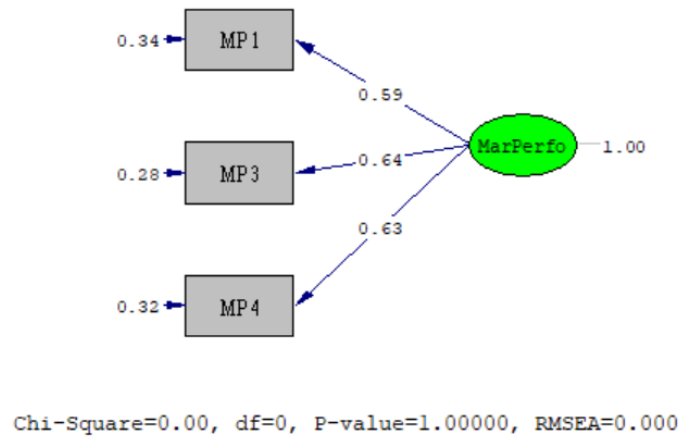 0.34
MP1
0.59
MarPerfo
1.00
0.28
MP3
0.64
0.63
0.32
MP4
Chi-Square=0.00, df=0, P-value=1.00000, RMSEA=0.000